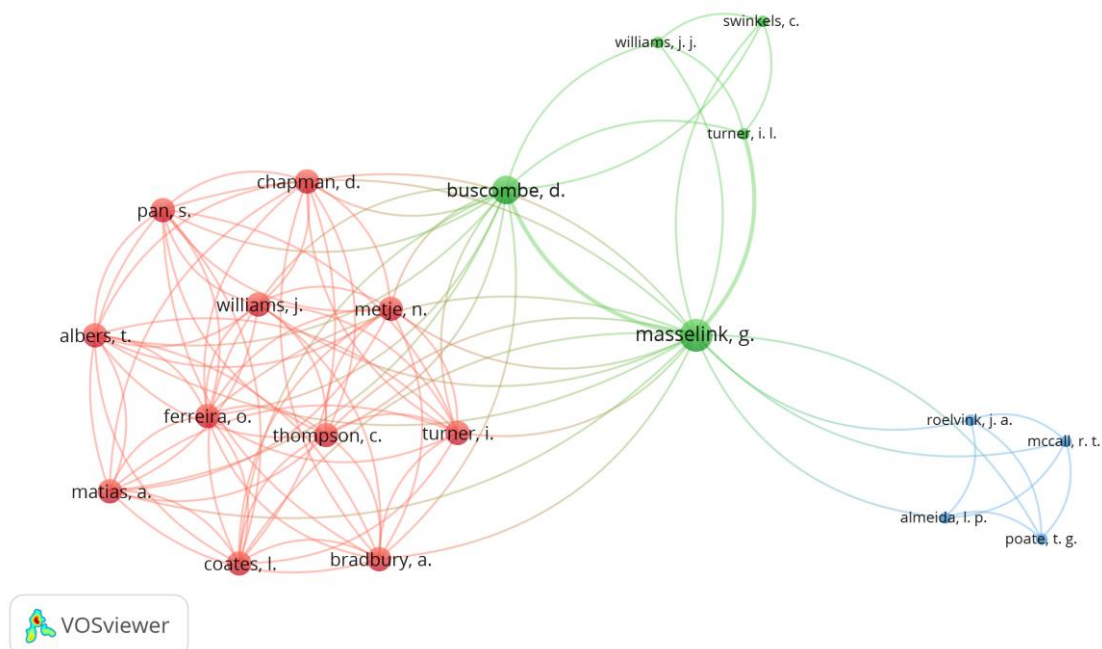 swinkels, c.
williams, j. j.
turner, i. l.
chapman, d.
buscombe, d.
pan, s.
williams, j.
metje, n.
albers, t.
masselink, g.
ferreira, o.
thompson, c.
turner, i.
roelvink, j. a.
mccall, r. t.
matias, a.
almeida, l. p.
poate, t. g.
coates, l.
bradbury, a.
VOSviewer